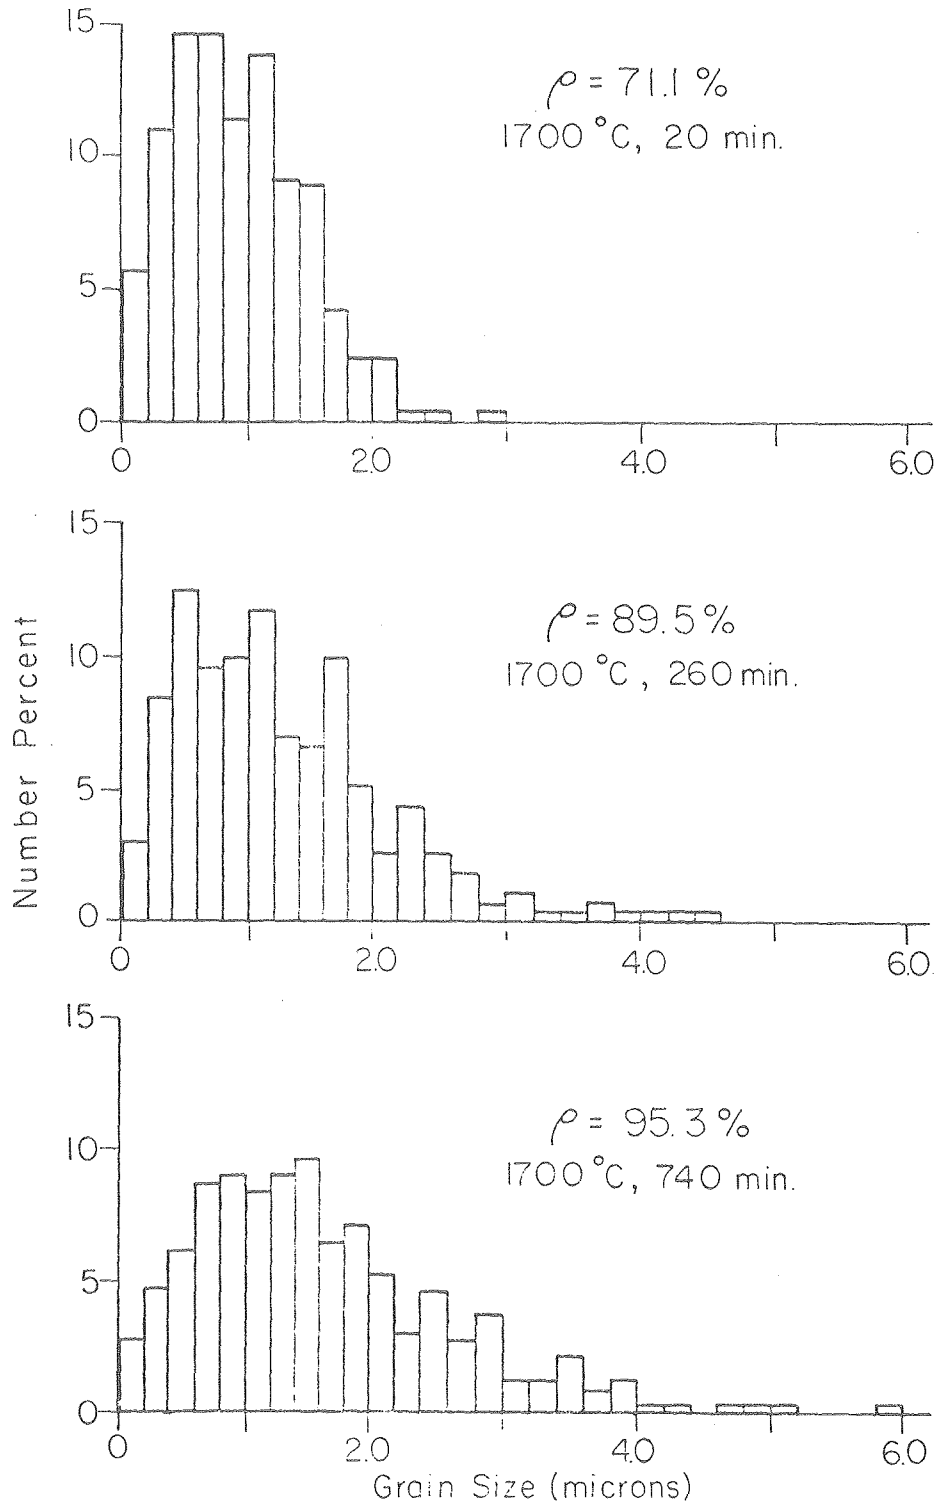 15
10
5
0
0 2.0 4.0 6.0
ρ = 71.1 %
1700 °C, 20 min.
Number Percent
15
10
5
0
0 2.0 4.0 6.0
ρ = 89.5 %
1700 °C, 260 min.
15
10
5
0
0 2.0 4.0 6.0
ρ = 95.3 %
1700 °C, 740 min.
Grain Size (microns)